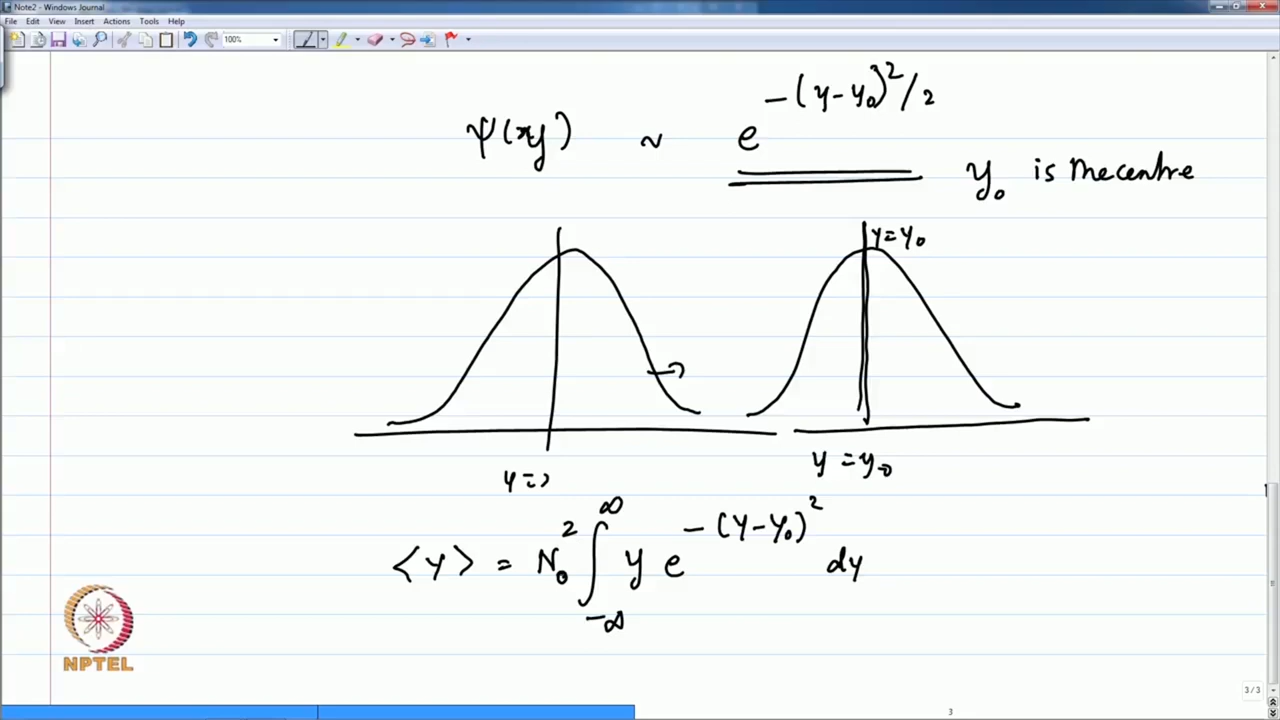 Note2 - Windows Journal
File Edit View Insert Actions Tools Help
100%
ψ(xy) ~ e^{-(y-y₀)²/2}
y₀ is the centre
y=y₀
y = y₀
⟨y⟩ = N₀² ∫_{-∞}^{∞} y e^{-(y-y₀)²} dy
NPTEL
3/3
3